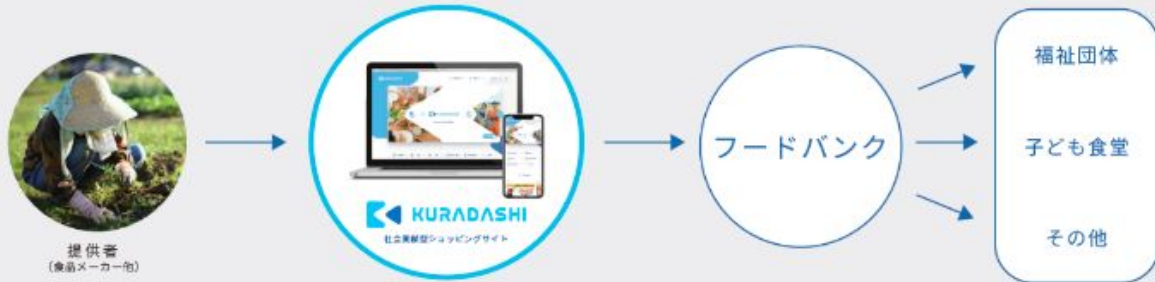 提供者
（食品メーカー他）
KURADASHI
社会貢献型ショッピングサイト
フードバンク
福祉団体
子ども食堂
その他